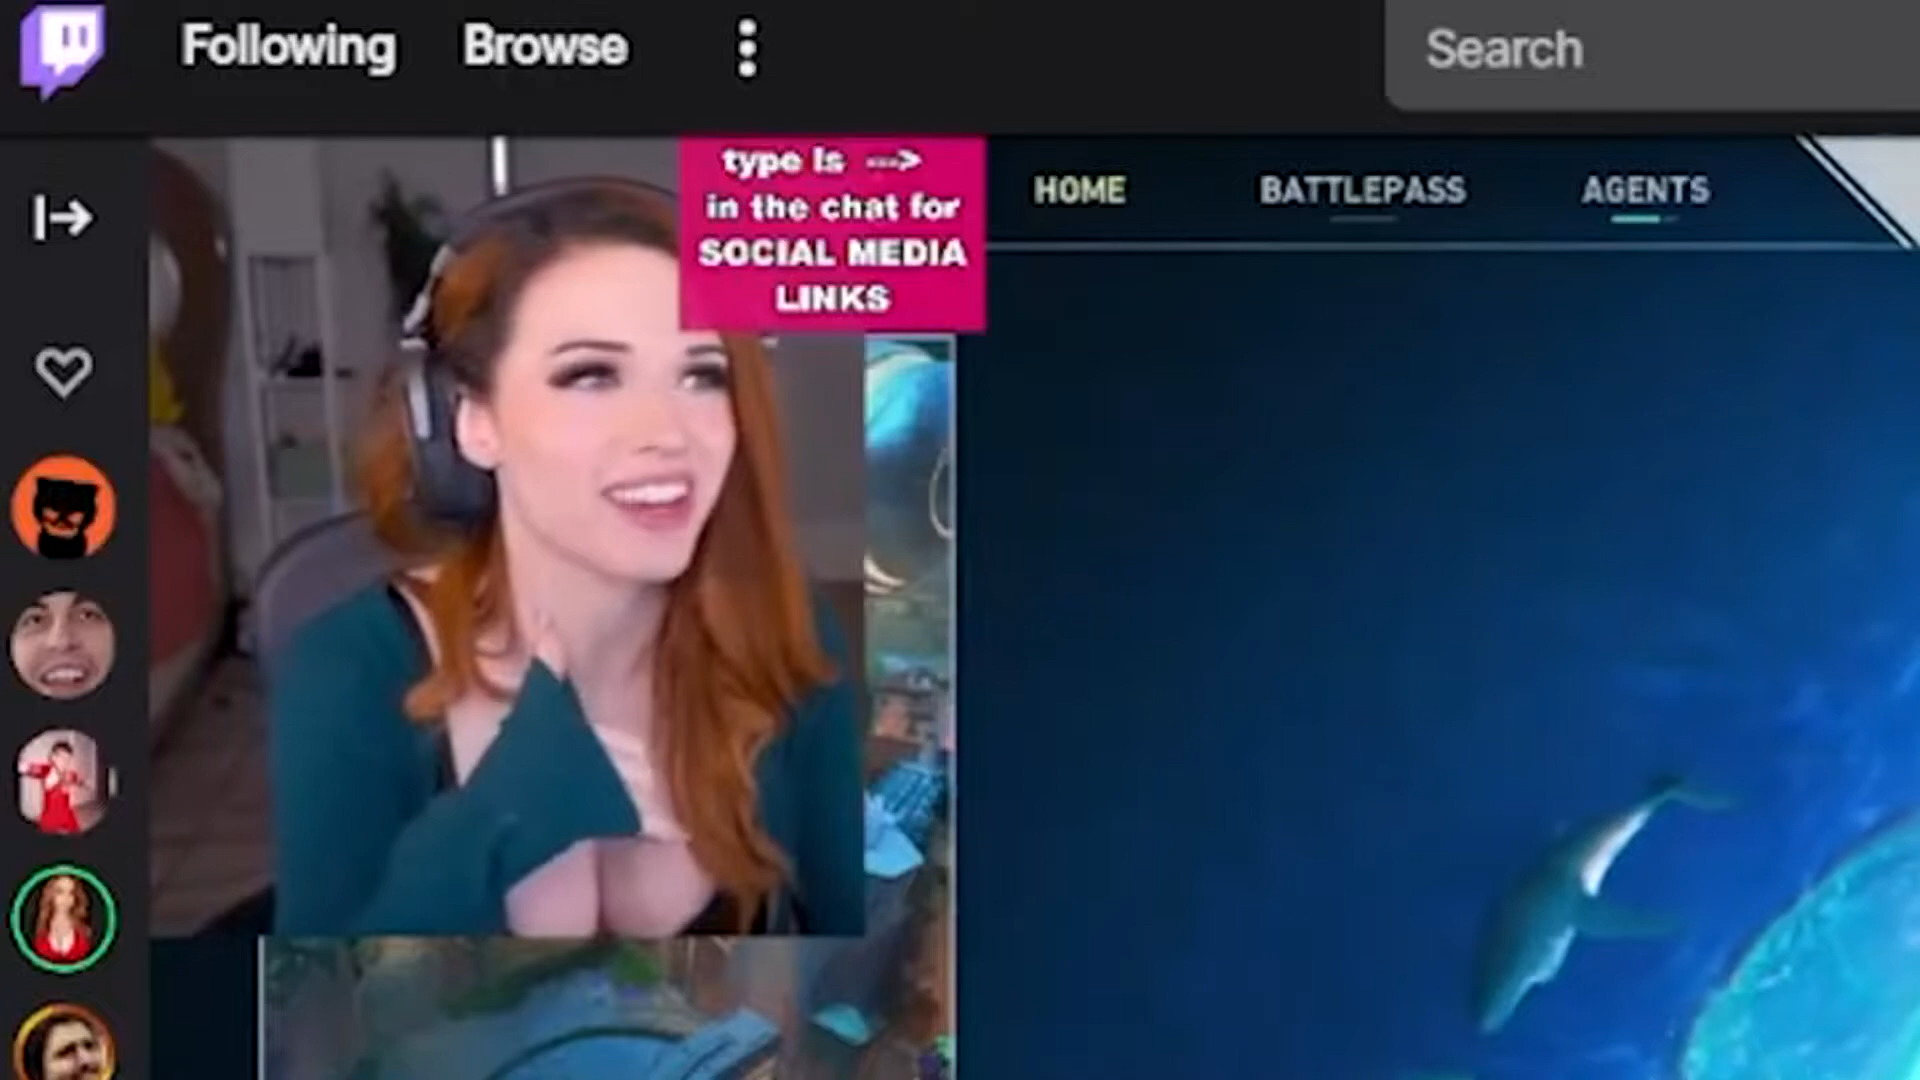 Following Browse
Search
type !s --->
in the chat for
SOCIAL MEDIA
LINKS
HOME BATTLEPASS AGENTS